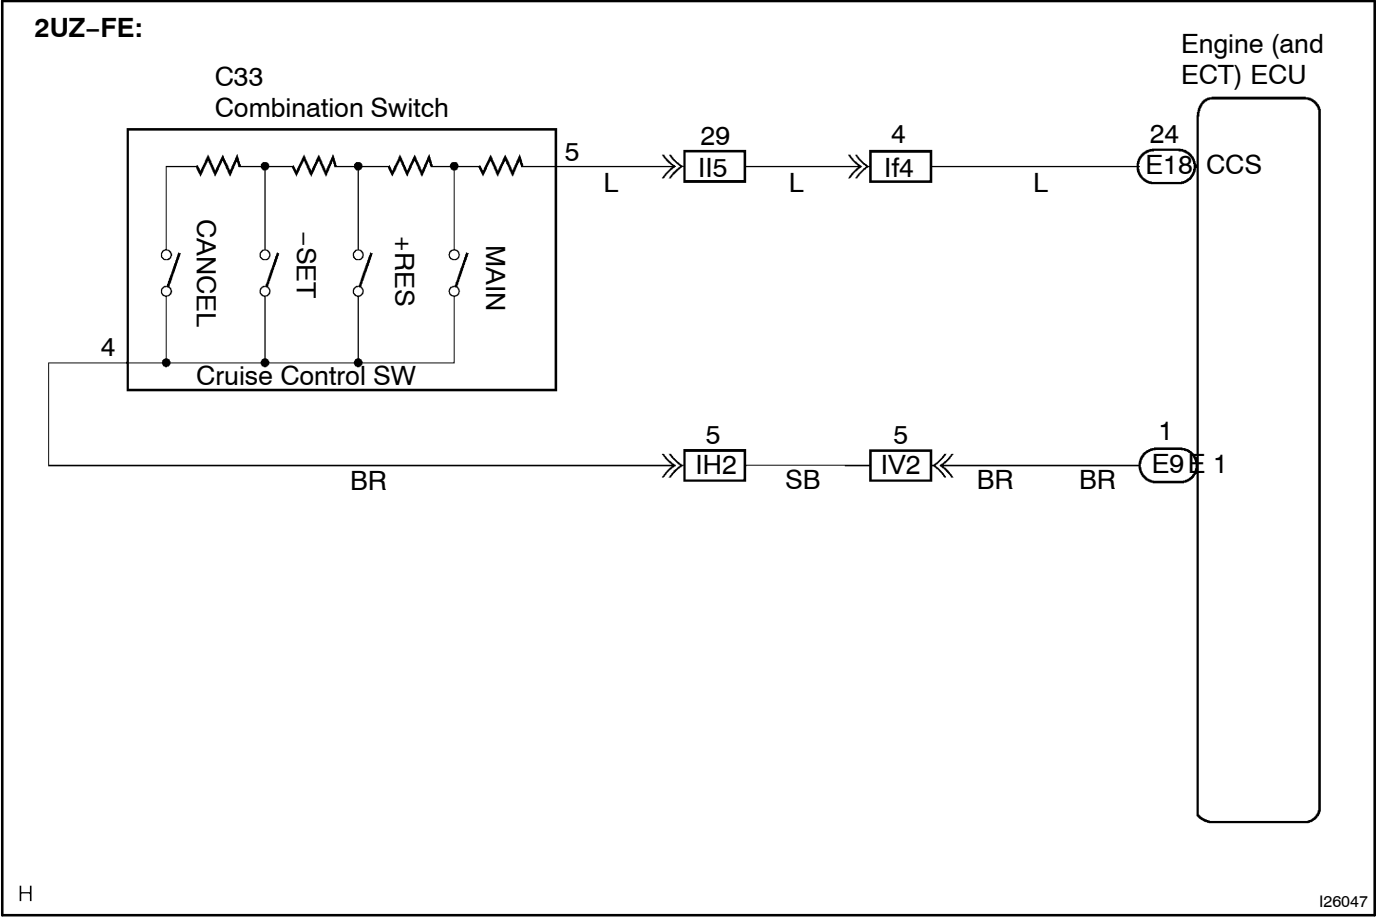 2UZ–FE:
Engine (and
ECT) ECU
C33
Combination Switch
5
29
II5
4
If4
24
E18
CCS
L
L
L
CANCEL
–SET
+RES
MAIN
4
Cruise Control SW
5
IH2
5
IV2
1
E9
E 1
BR
SB
BR
BR
H
I26047